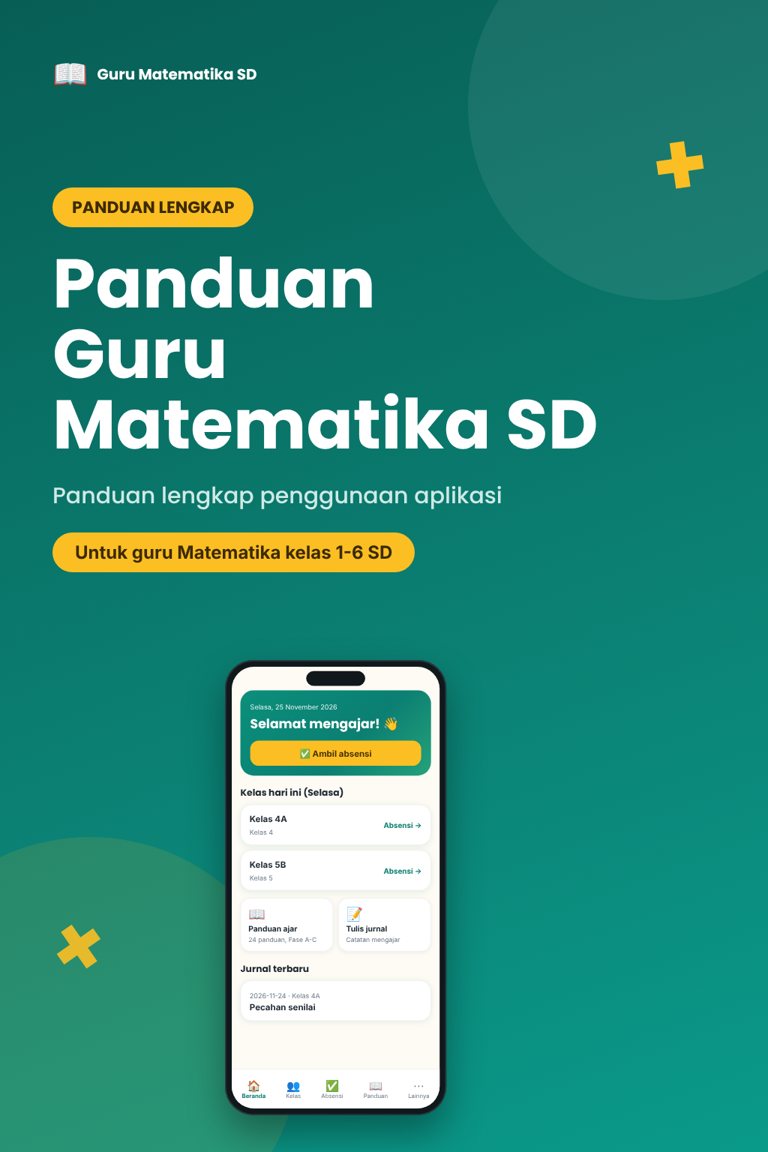 Guru Matematika SD
PANDUAN LENGKAP
Panduan
Guru
Matematika SD
Panduan lengkap penggunaan aplikasi
Untuk guru Matematika kelas 1-6 SD
Selasa, 25 November 2026
Selamat mengajar! 👋
✅ Ambil absensi
Kelas hari ini (Selasa)
Kelas 4A
Kelas 4
Absensi →
Kelas 5B
Kelas 5
Absensi →
Panduan ajar
24 panduan, Fase A-C
Tulis jurnal
Catatan mengajar
Jurnal terbaru
2026-11-24 · Kelas 4A
Pecahan senilai
Beranda
Kelas
Absensi
Panduan
Lainnya